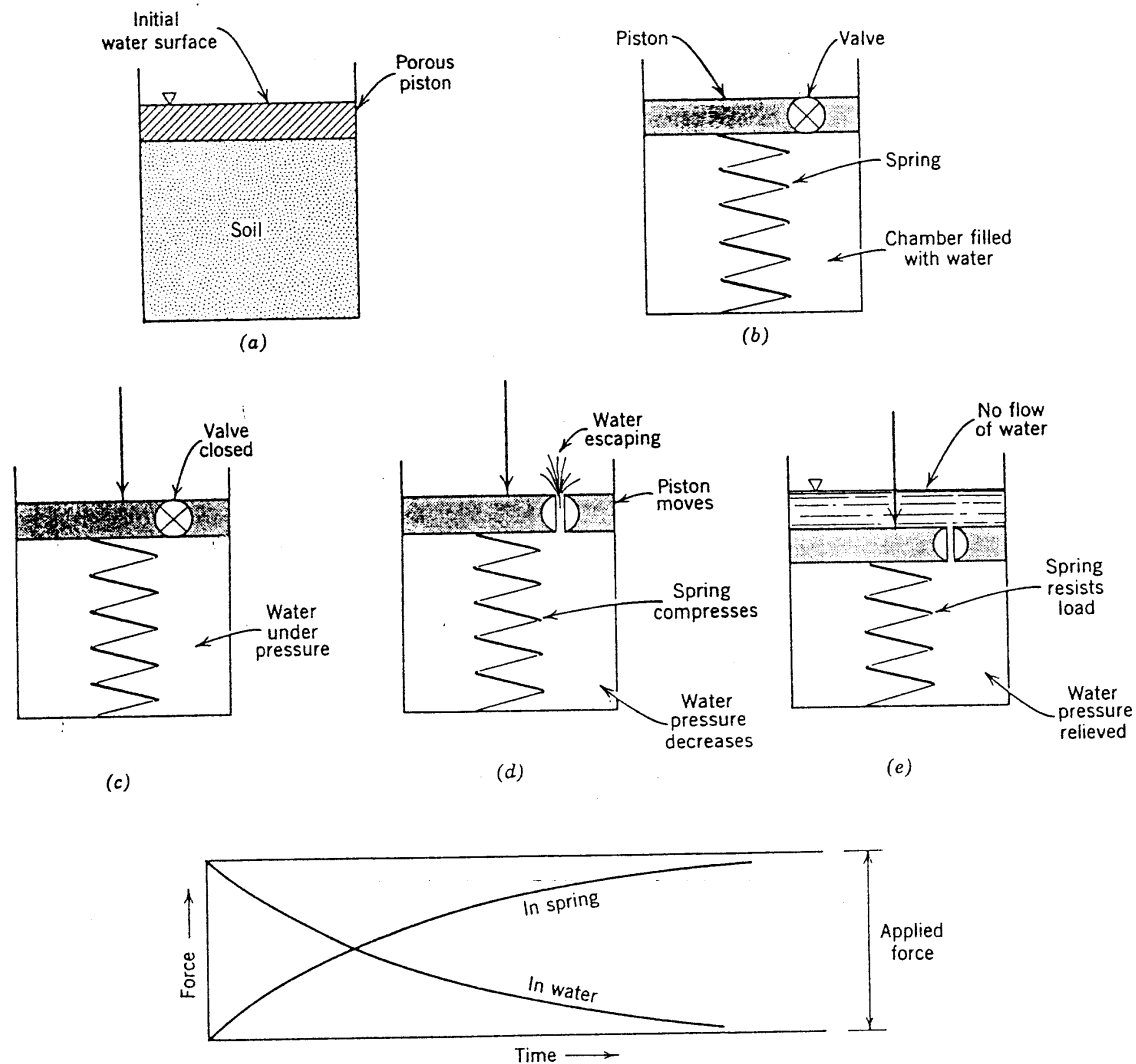 Initial
water surface
Porous
piston
Soil
(a)
Piston
Valve
Spring
Chamber filled
with water
(b)
Valve
closed
Water
under
pressure
(c)
Water
escaping
Piston
moves
Spring
compresses
Water
pressure
decreases
(d)
No flow
of water
Spring
resists
load
Water
pressure
relieved
(e)
Force
In spring
In water
Applied
force
Time